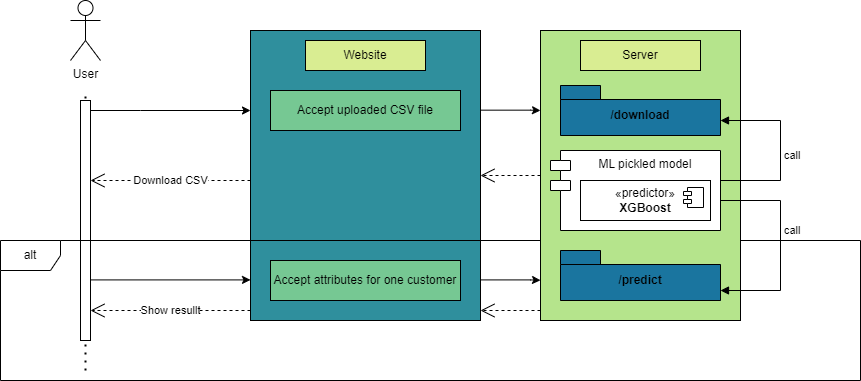 User
Website
Server
Accept uploaded CSV file
/download
call
ML pickled model
Download CSV
«predictor»
XGBoost
call
alt
Accept attributes for one customer
/predict
Show resullt